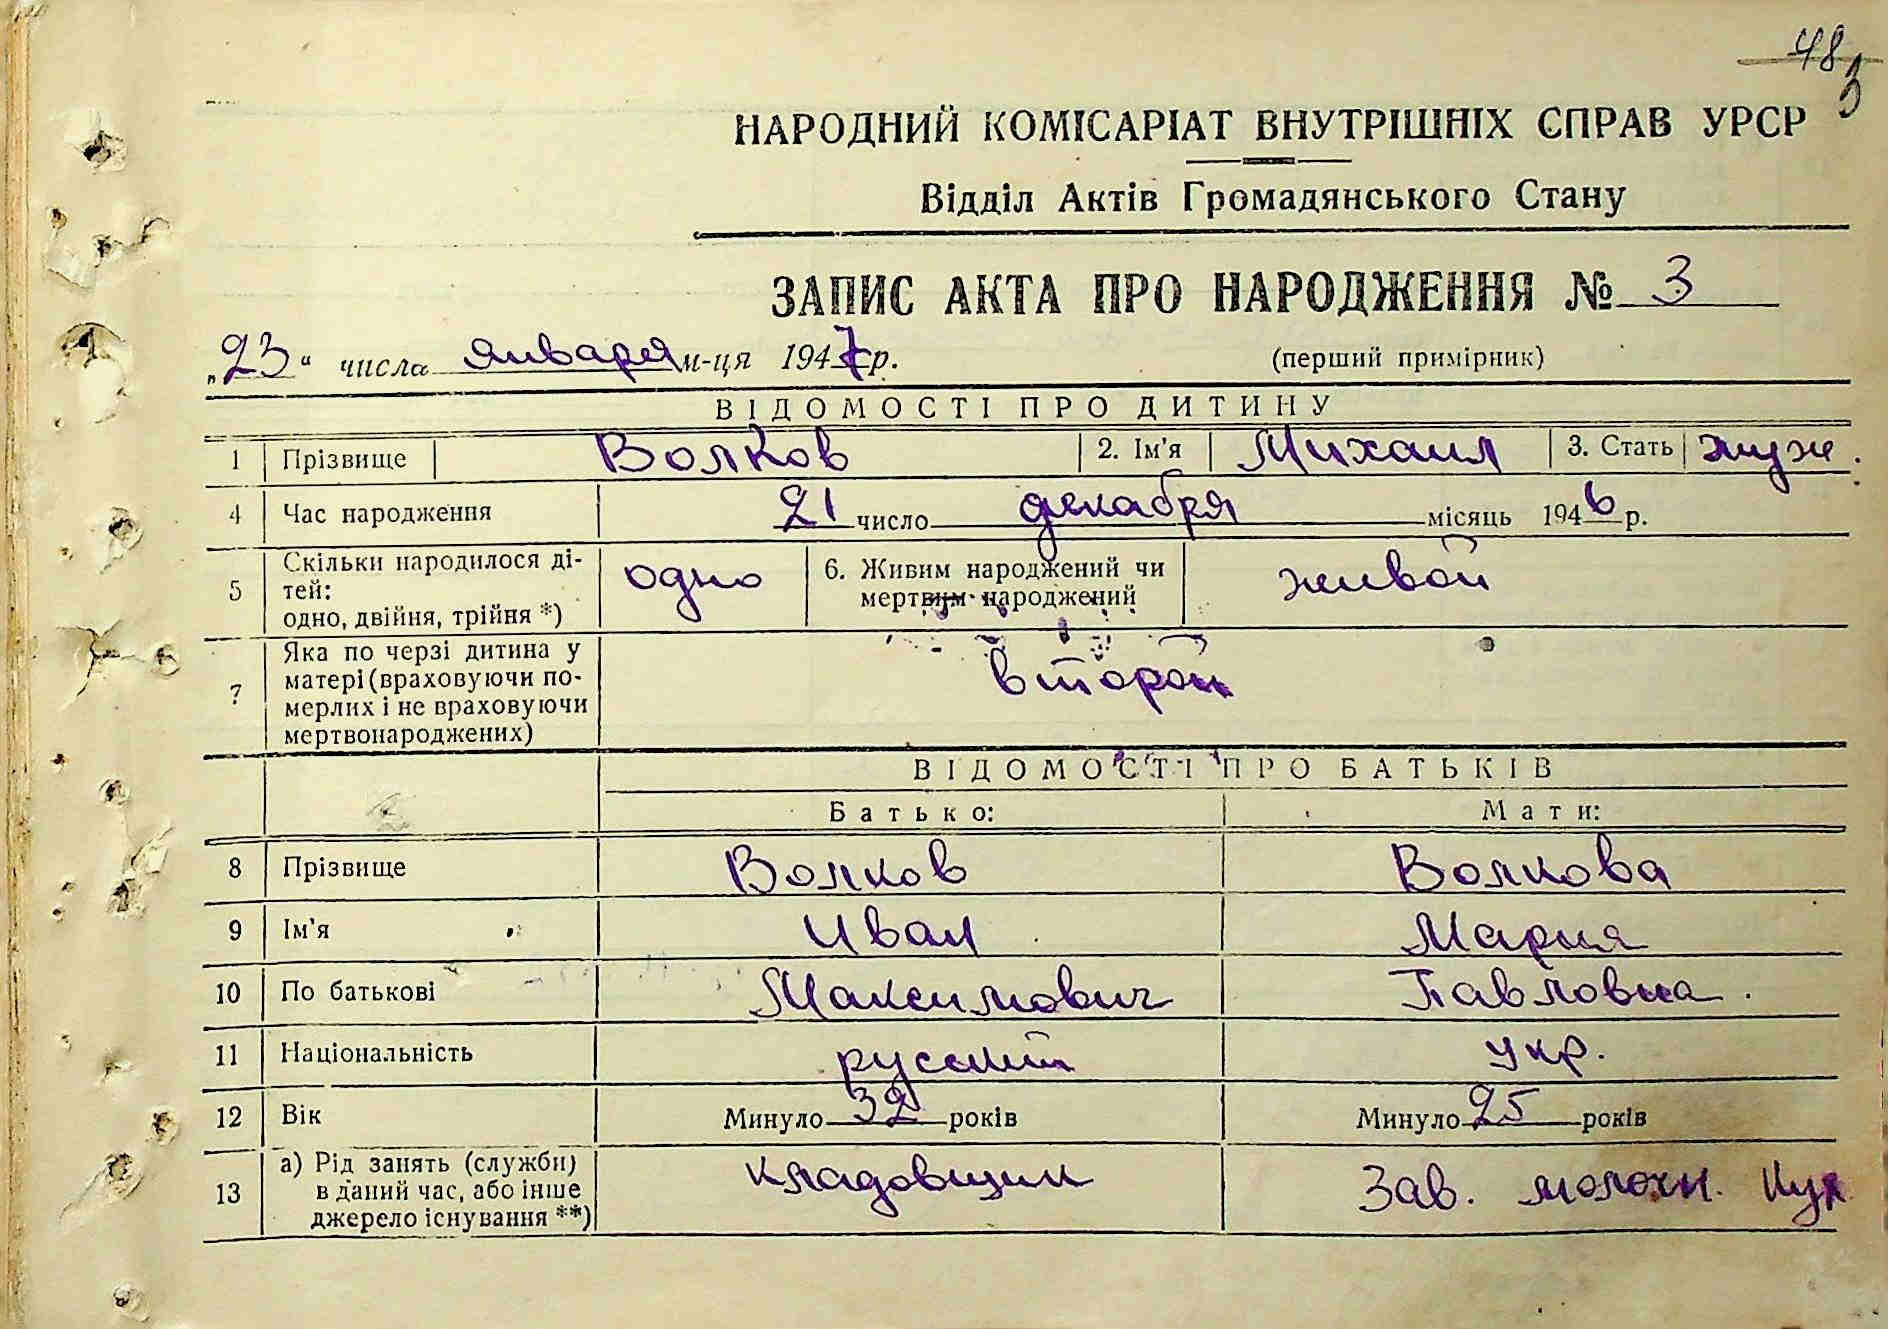 48
3
НАРОДНИЙ КОМІСАРІАТ ВНУТРІШНІХ СПРАВ УРСР
Відділ Актів Громадянського Стану
ЗАПИС АКТА ПРО НАРОДЖЕННЯ № 3
„23“ числа января м-ця 1947 р. (перший примірник)
ВІДОМОСТІ ПРО ДИТИНУ
1 Прізвище Волков 2. Ім'я Михаил 3. Стать муж.
4 Час народження 21 число декабря місяць 1946 р.
5 Скільки народилося ді-
тей:
одно, двійня, трійня *) одно 6. Живим народжений чи
мертвим народжений живой
7 Яка по черзі дитина у
матері (враховуючи по-
мерлих і не враховуючи
мертвонароджених) второй
ВІДОМОСТІ ПРО БАТЬКІВ
Батько: Мати:
8 Прізвище Волков Волкова
9 Ім'я Иван Мария
10 По батькові Максимович Павловна.
11 Національність русский укр.
12 Вік Минуло 32 років Минуло 25 років
13 а) Рід занять (служби)
в даний час, або інше
джерело існування **) кладовщик Зав. молочн. кух